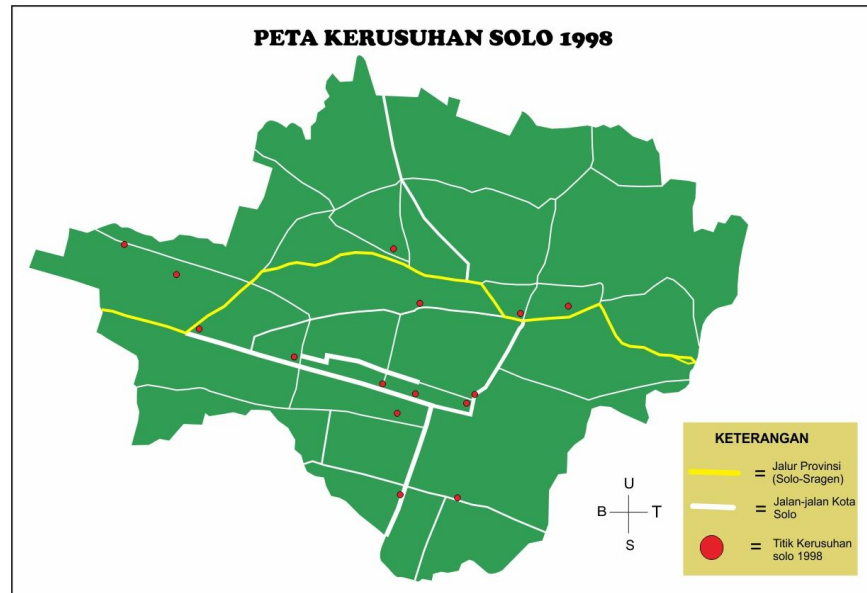 PETA KERUSUHAN SOLO 1998
U
B T
S
KETERANGAN
= Jalur Provinsi
(Solo-Sragen)
= Jalan-jalan Kota
Solo
= Titik Kerusuhan
solo 1998